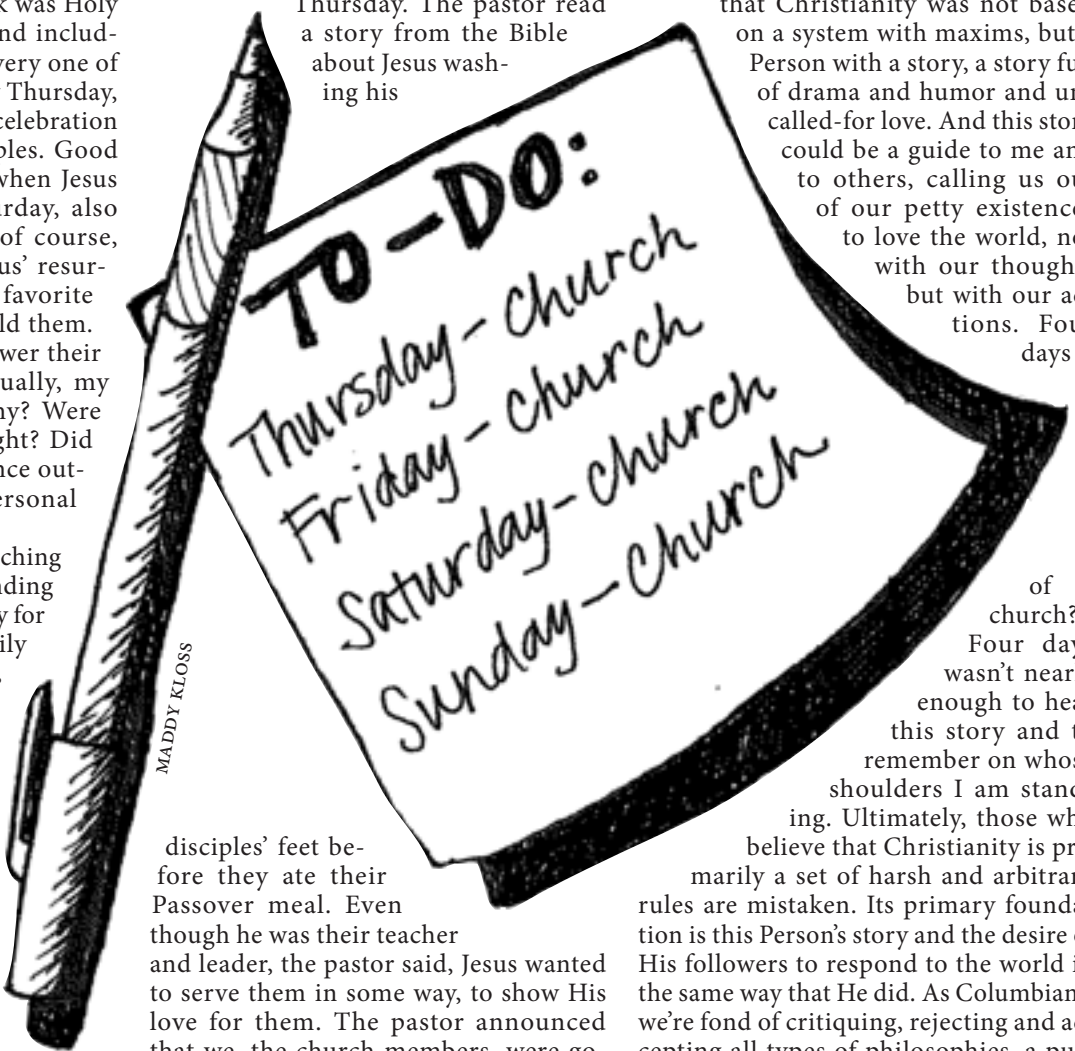 k was Holy
nd includ-
very one of
Thursday,
celebration
ples. Good
when Jesus
urday, also
of course,
us' resur-
favorite
ld them.
wer their
ually, my
ny? Were
ght? Did
nce out-
ersonal
ching
nding
y for
ily
Thursday. The pastor read
a story from the Bible
about Jesus wash-
ing his
TO-DO:
Thursday - church
Friday - church
Saturday - church
Sunday - church
MADDY KLOSS
disciples' feet be-
fore they ate their
Passover meal. Even
though he was their teacher
and leader, the pastor said, Jesus wanted
to serve them in some way, to show His
love for them. The pastor announced
that we, the church members, were go-
that Christianity was not base
on a system with maxims, but
Person with a story, a story fu
of drama and humor and un
called-for love. And this stor
could be a guide to me an
to others, calling us ou
of our petty existence
to love the world, no
with our though
but with our ac
tions. Fou
days
of
church?
Four day
wasn't near
enough to hea
this story and t
remember on whos
shoulders I am stand
ing. Ultimately, those wh
believe that Christianity is pr
marily a set of harsh and arbitrar
rules are mistaken. Its primary founda
tion is this Person's story and the desire o
His followers to respond to the world i
the same way that He did. As Columbian
we're fond of critiquing, rejecting and ac
cepting all types of philosophies, a pu